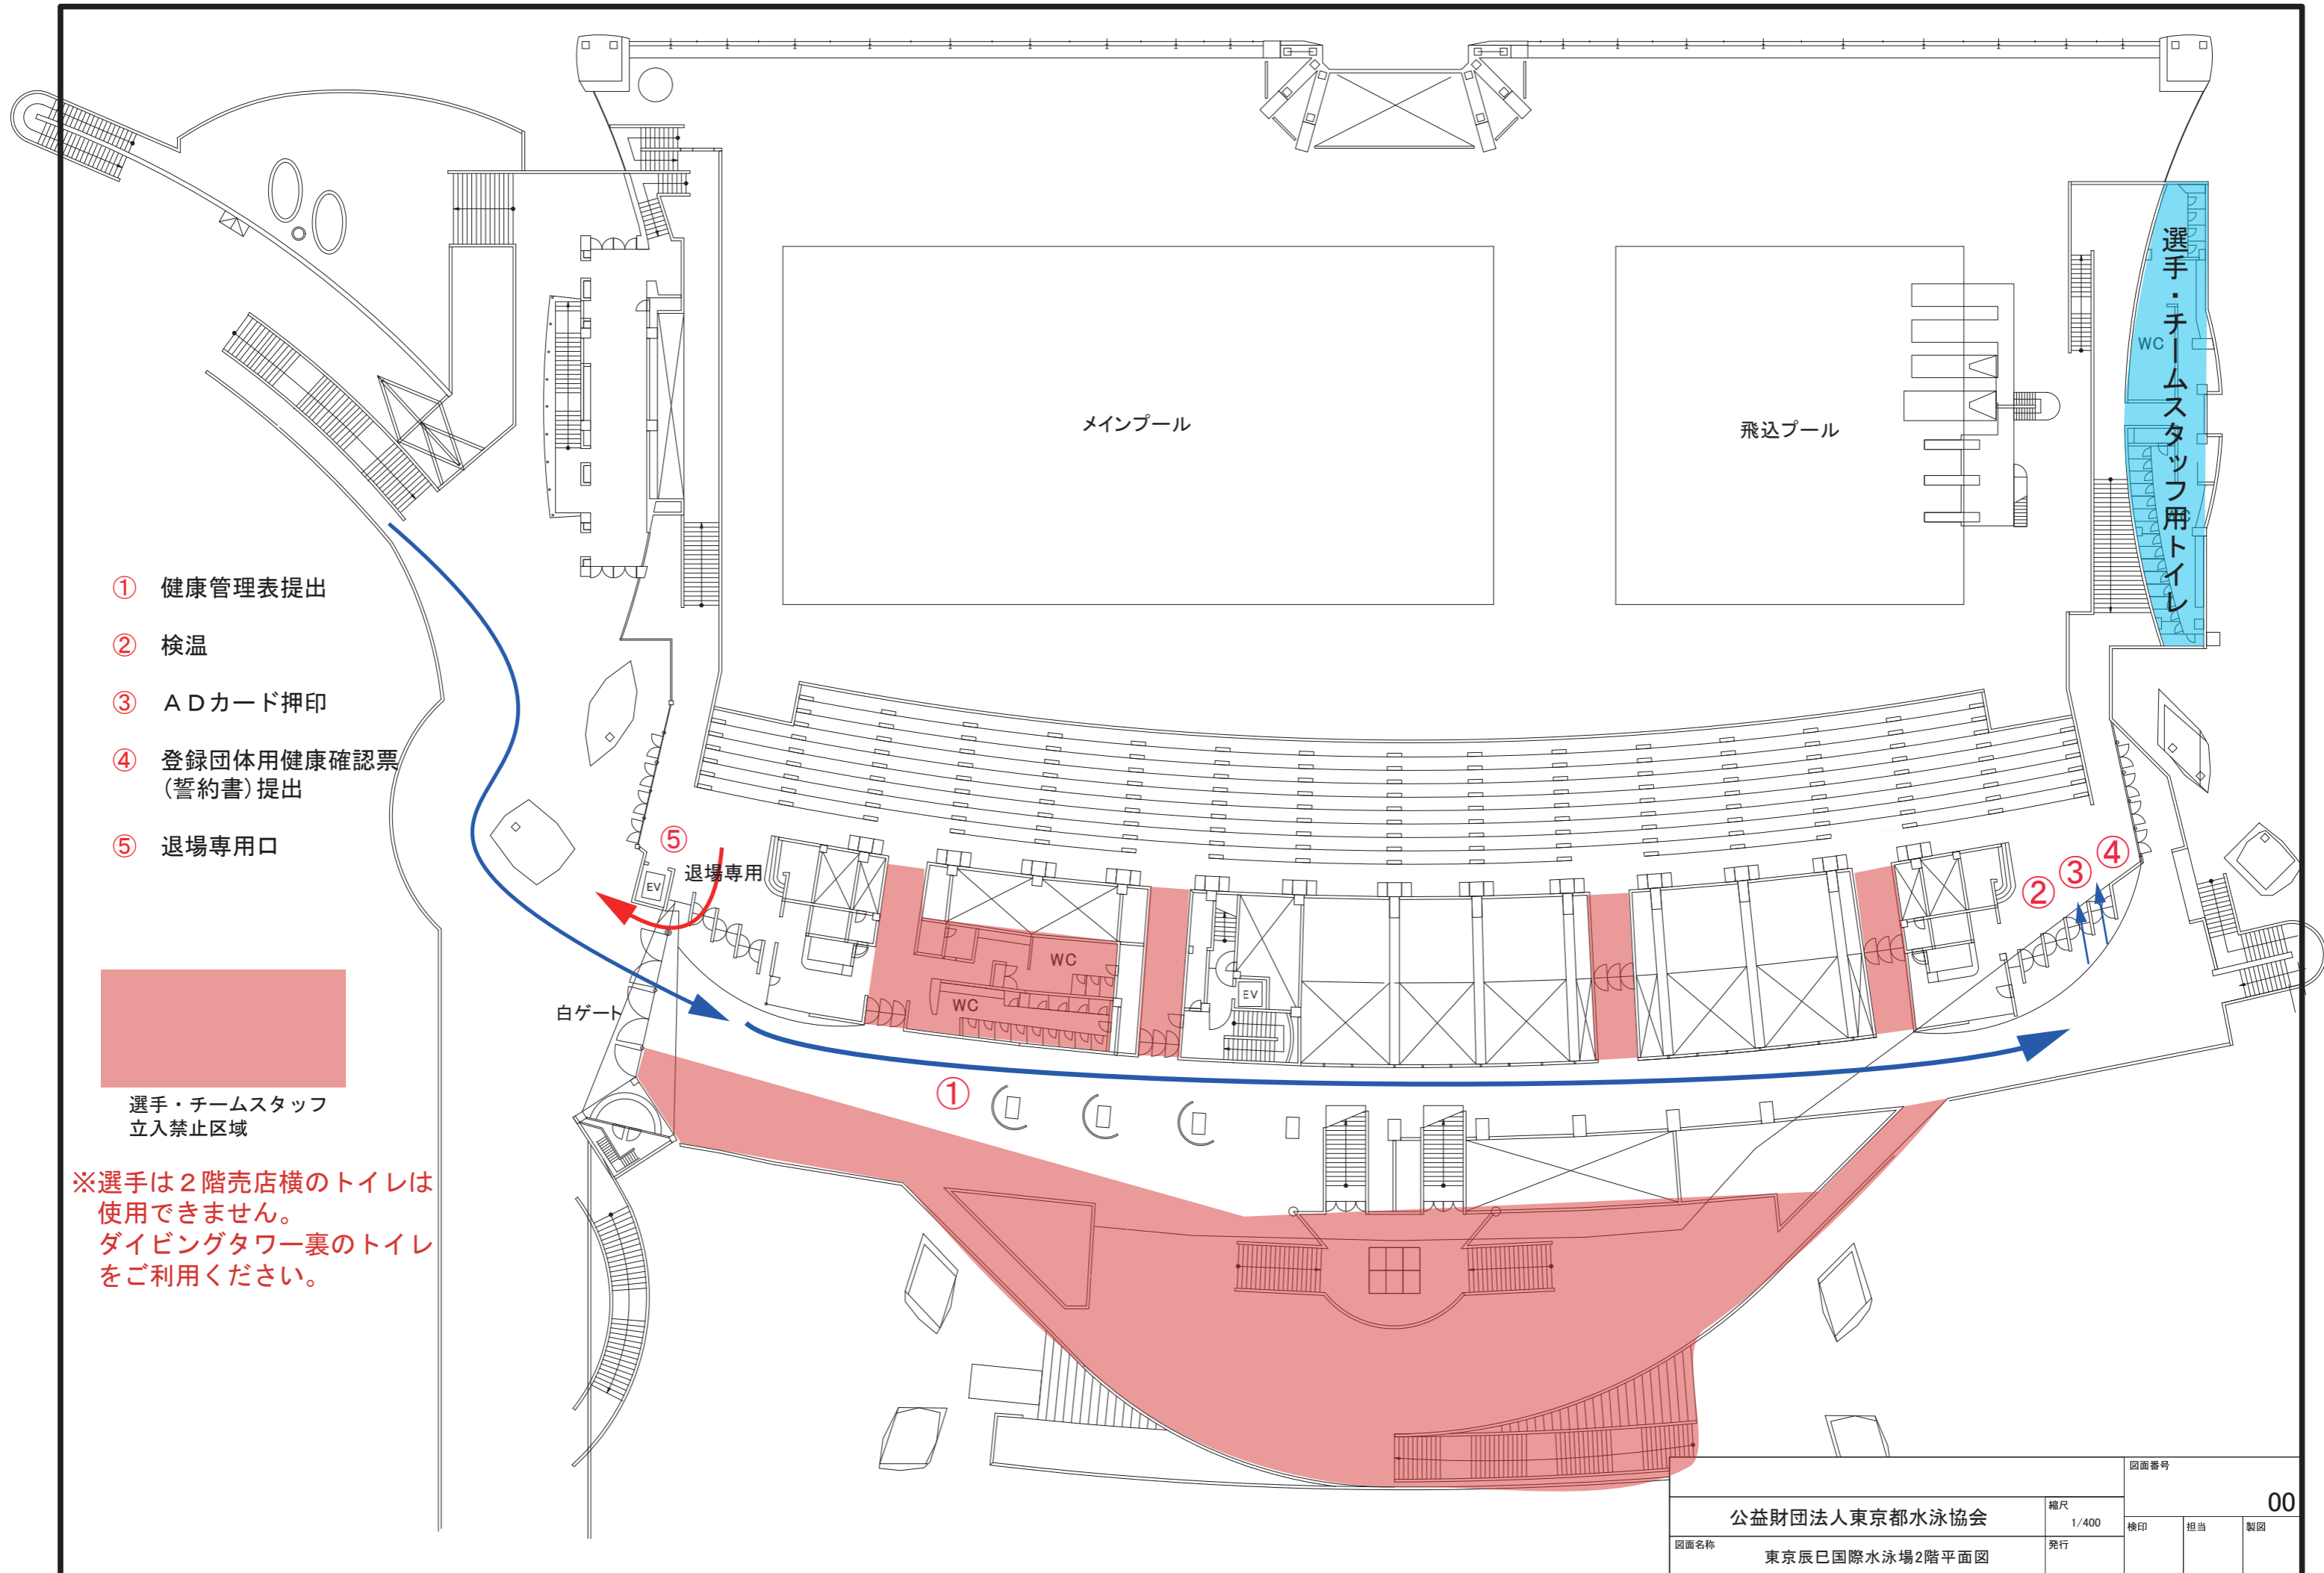 選手・チームスタッフ用トイレ
WC
WC
メインプール
飛込プール
① 健康管理表提出
② 検温
③ ADカード押印
④ 登録団体用健康確認票
(誓約書)提出
⑤ 退場専用口
⑤
退場専用
EV
②
③
④
WC
WC
EV
白ゲート
①
選手・チームスタッフ
立入禁止区域
※選手は2階売店横のトイレは
使用できません。
ダイビングタワー裏のトイレ
をご利用ください。
図面番号
00
公益財団法人東京都水泳協会
縮尺
1/400
検印
担当
製図
図面名称
東京辰巳国際水泳場2階平面図
発行